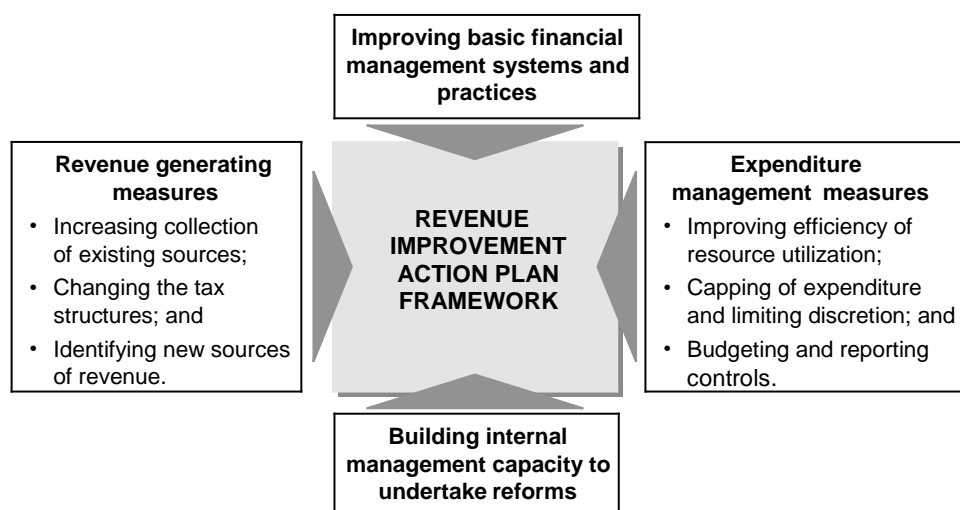 Improving basic financial
management systems and
practices
Revenue generating
measures
• Increasing collection
of existing sources;
• Changing the tax
structures; and
• Identifying new sources
of revenue.
REVENUE
IMPROVEMENT
ACTION PLAN
FRAMEWORK
Expenditure
management measures
• Improving efficiency of
resource utilization;
• Capping of expenditure
and limiting discretion; and
• Budgeting and reporting
controls.
Building internal
management capacity to
undertake reforms